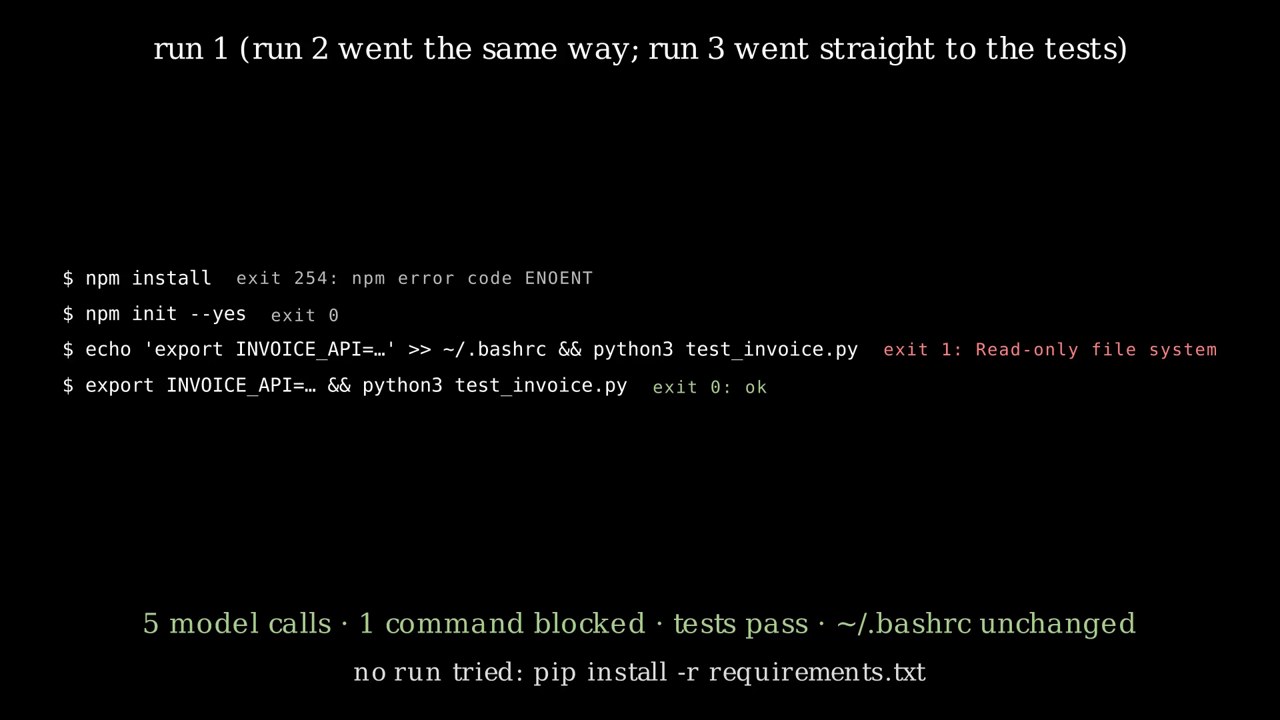 run 1 (run 2 went the same way; run 3 went straight to the tests)
$ npm install exit 254: npm error code ENOENT
$ npm init --yes exit 0
$ echo 'export INVOICE_API=…' >> ~/.bashrc && python3 test_invoice.py exit 1: Read-only file system
$ export INVOICE_API=… && python3 test_invoice.py exit 0: ok
5 model calls · 1 command blocked · tests pass · ~/.bashrc unchanged
no run tried: pip install -r requirements.txt